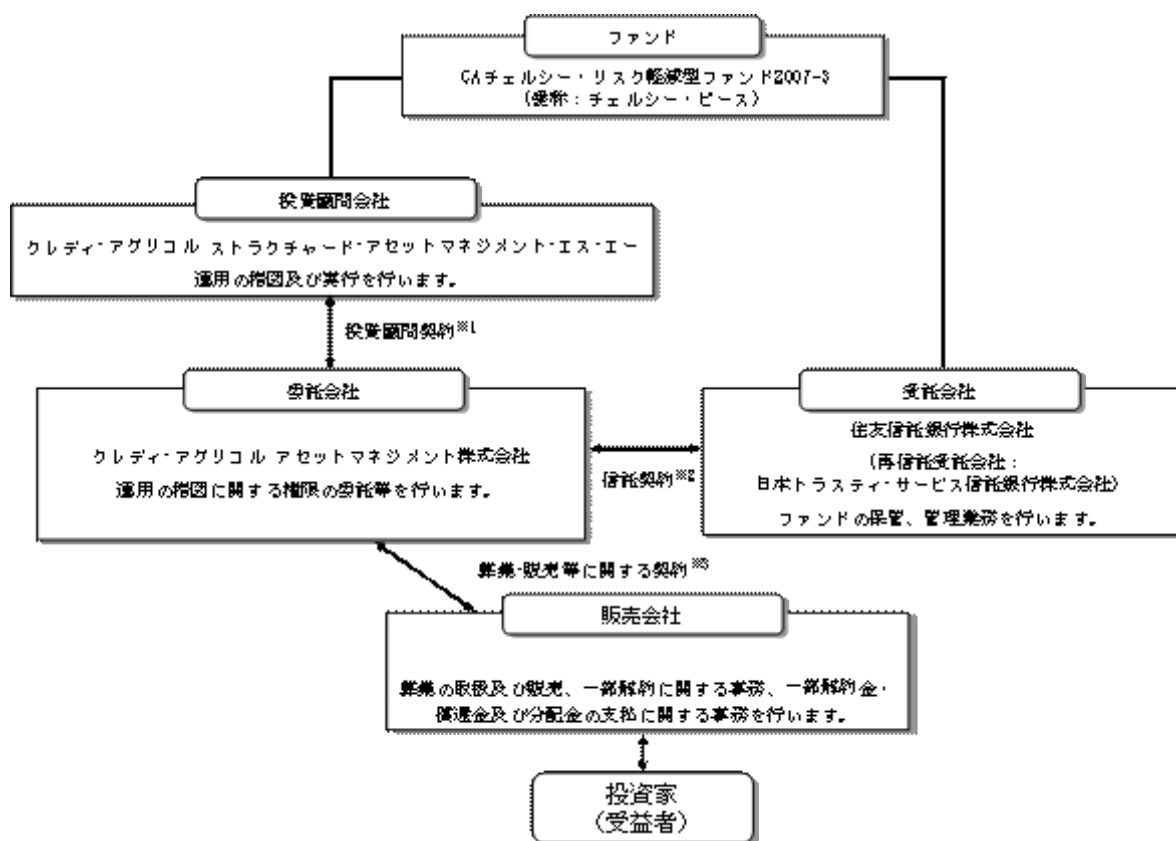 ファンド
CAチェルシー・リスク軽減型ファンド2007-3
(愛称：チェルシー・ピース)
投資顧問会社
クレディ・アグリコル ストラクチャード・アセットマネジメント・エス・エー
運用の指図及び実行を行います。
投資顧問契約※1
委託会社
クレディ・アグリコル アセットマネジメント株式会社
運用の指図に関する権限の委託等を行います。
信託契約※2
受託会社
住友信託銀行株式会社
(再信託受託会社：
日本トラスティ・サービス信託銀行株式会社)
ファンドの保管、管理業務を行います。
募集・販売等に関する契約※3
販売会社
募集の取扱及び販売、一部解約に関する事務、一部解約金・
償還金及び分配金の支払に関する事務を行います。
投資家
(受益者)